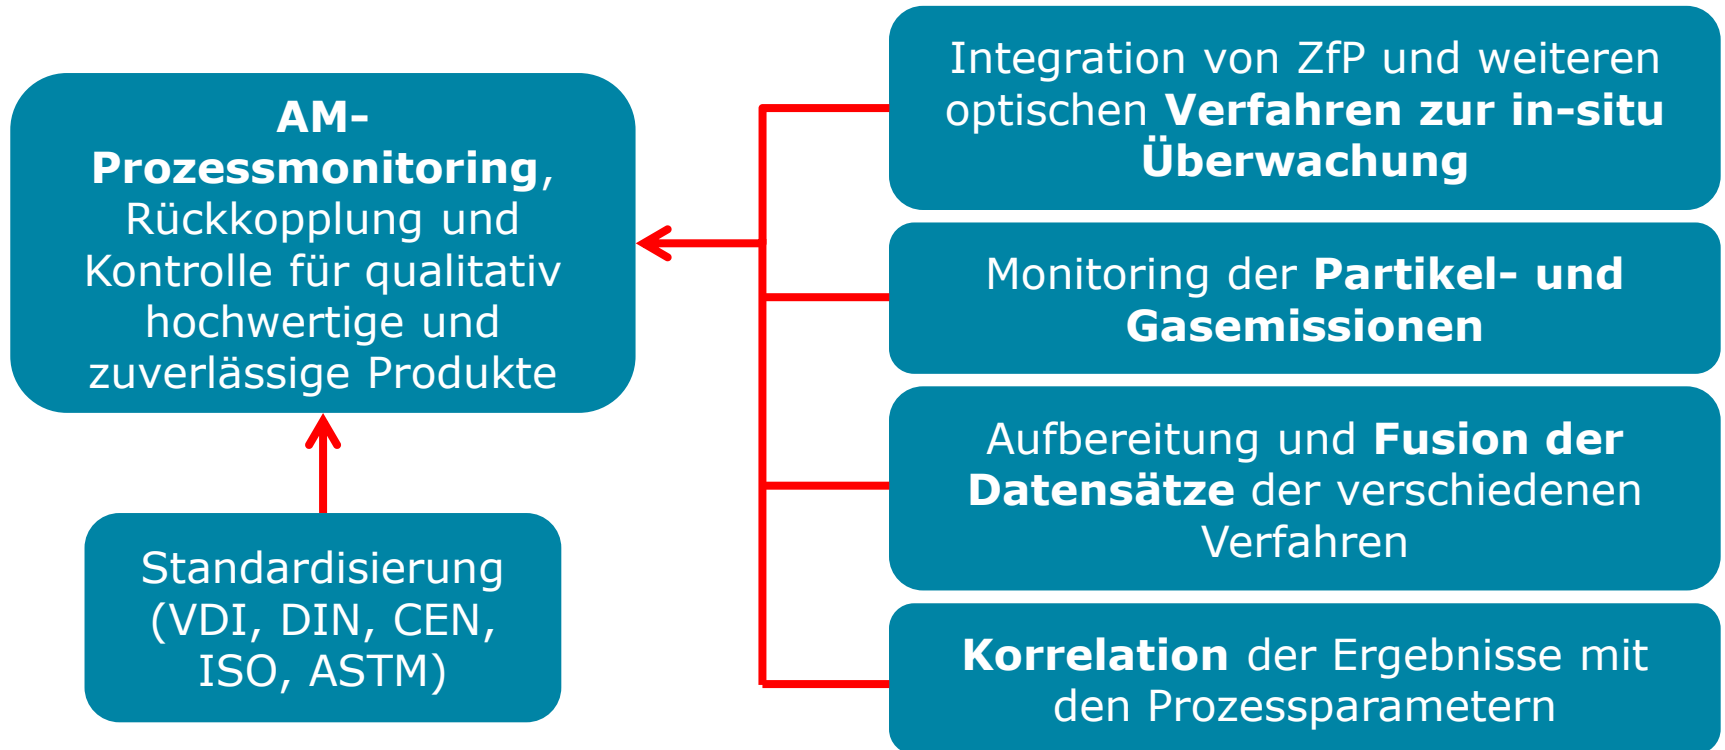 AM-
Prozessmonitoring,
Rückkopplung und
Kontrolle für qualitativ
hochwertige und
zuverlässige Produkte
Standardisierung
(VDI, DIN, CEN,
ISO, ASTM)
Integration von ZfP und weiteren
optischen Verfahren zur in-situ
Überwachung
Monitoring der Partikel- und
Gasemissionen
Aufbereitung und Fusion der
Datensätze der verschiedenen
Verfahren
Korrelation der Ergebnisse mit
den Prozessparametern